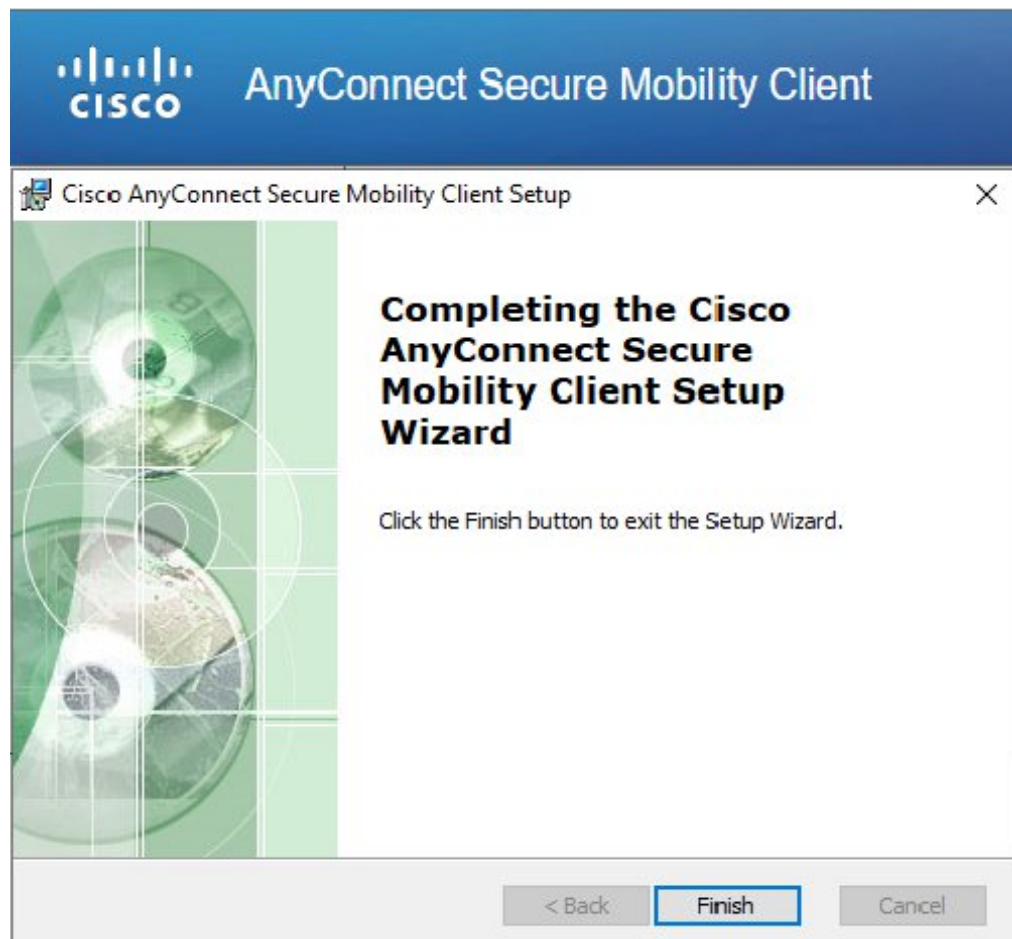 CISCO
AnyConnect Secure Mobility Client
Cisco AnyConnect Secure Mobility Client Setup
Completing the Cisco
AnyConnect Secure
Mobility Client Setup
Wizard
Click the Finish button to exit the Setup Wizard.
< Back
Finish
Cancel